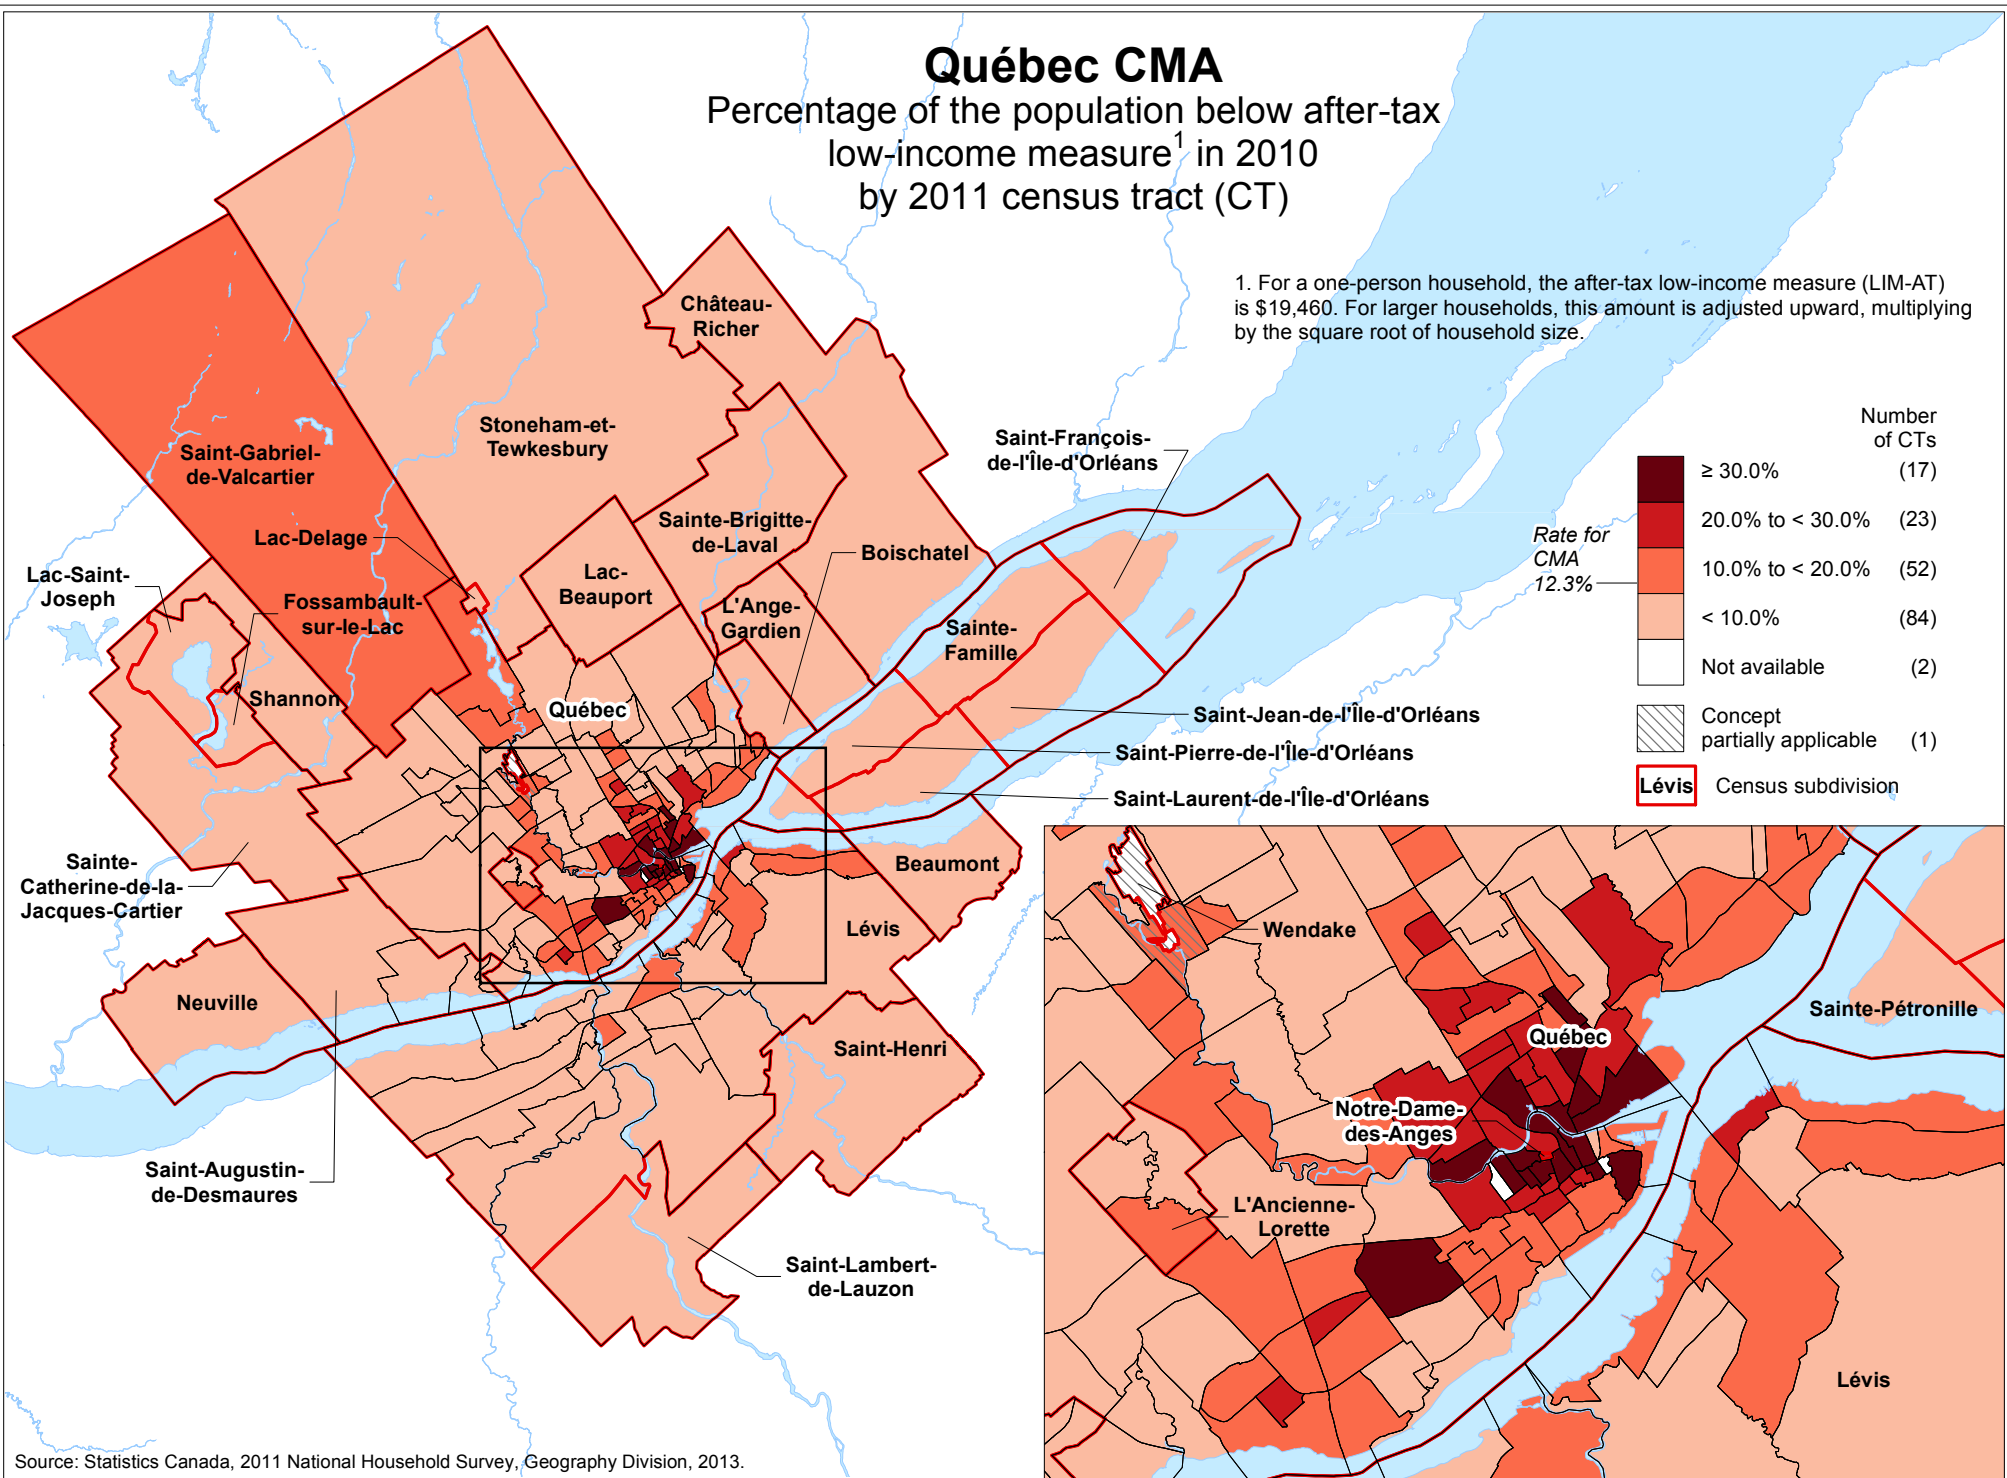 Québec CMA
Percentage of the population below after-tax
low-income measure1 in 2010
by 2011 census tract (CT)
1. For a one-person household, the after-tax low-income measure (LIM-AT)
is $19,460. For larger households, this amount is adjusted upward, multiplying
by the square root of household size.
Number
of CTs
≥ 30.0% (17)
20.0% to < 30.0% (23)
Rate for
CMA
12.3%
10.0% to < 20.0% (52)
< 10.0% (84)
Not available (2)
Concept
partially applicable (1)
Lévis Census subdivision
Château-
Richer
Stoneham-et-
Tewkesbury
Saint-Gabriel-
de-Valcartier
Saint-François-
de-l'Île-d'Orléans
Sainte-Brigitte-
de-Laval
Lac-Delage
Boischatel
Lac-
Beauport
Lac-Saint-
Joseph
Fossambault-
sur-le-Lac
L'Ange-
Gardien
Sainte-
Famille
Shannon
Québec
Saint-Jean-de-l'Île-d'Orléans
Saint-Pierre-de-l'Île-d'Orléans
Saint-Laurent-de-l'Île-d'Orléans
Sainte-
Catherine-de-la-
Jacques-Cartier
Beaumont
Lévis
Neuville
Saint-Henri
Saint-Augustin-
de-Desmaures
Saint-Lambert-
de-Lauzon
Wendake
Sainte-Pétronille
Québec
Notre-Dame-
des-Anges
L'Ancienne-
Lorette
Lévis
Source: Statistics Canada, 2011 National Household Survey, Geography Division, 2013.